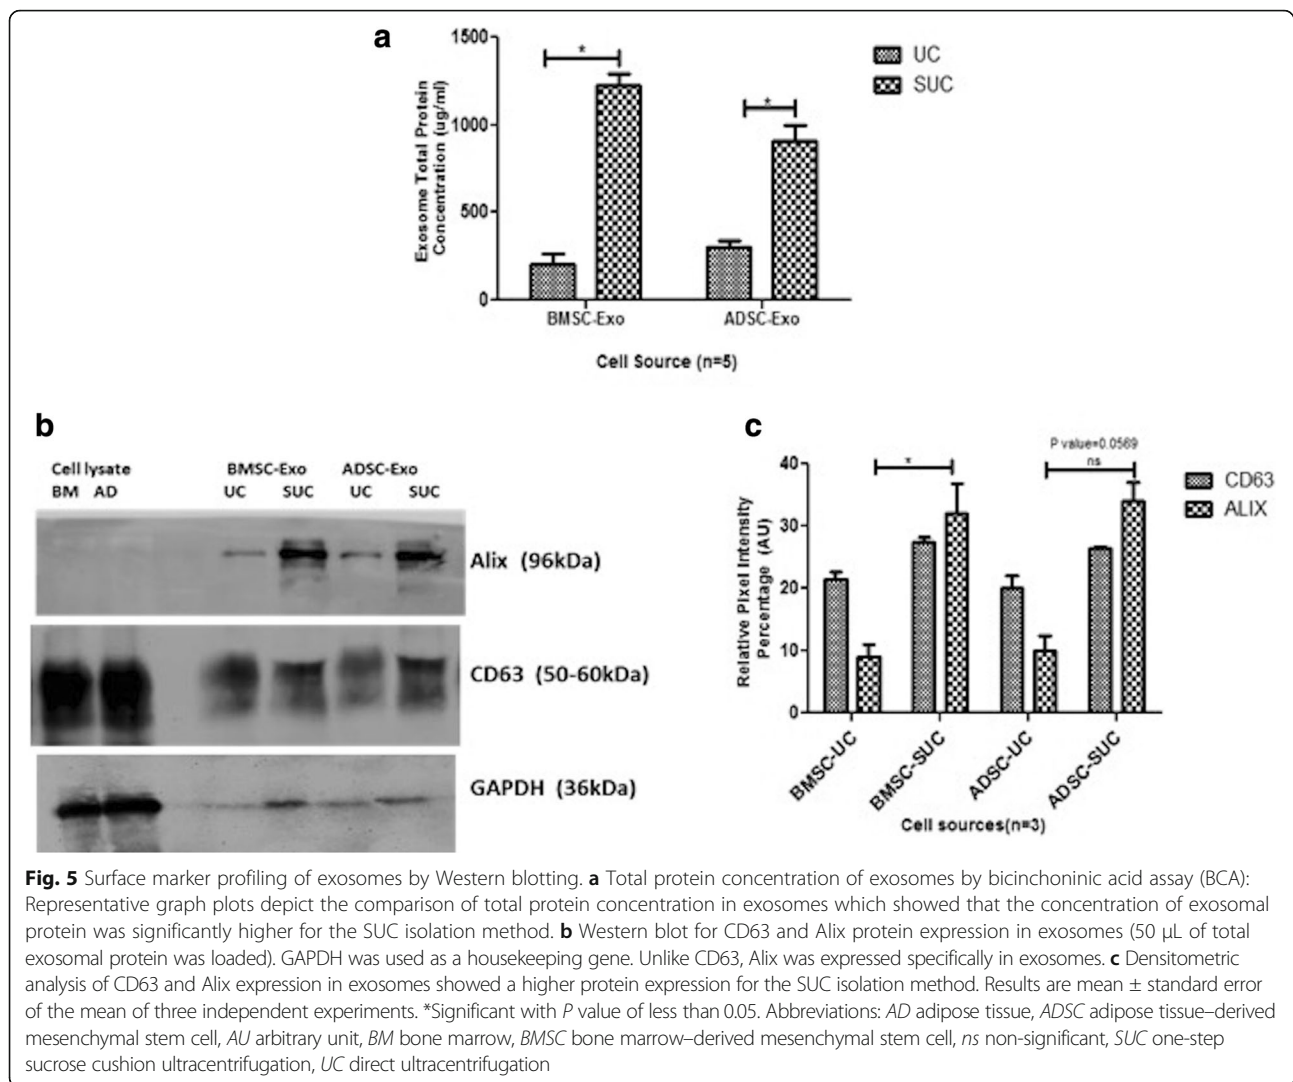 a
1500
1000
500
0
Exosome Total Protein
Concentration (ug/ml)
*
*
UC
SUC
BMSC-Exo
ADSC-Exo
Cell Source (n=5)
b
Cell lysate
BM AD
BMSC-Exo
ADSC-Exo
UC SUC UC SUC
Alix (96kDa)
CD63 (50-60kDa)
GAPDH (36kDa)
c
P value=0.0569
ns
*
40
30
20
10
0
Relative Pixel Intensity
Percentage (AU)
CD63
ALIX
BMSC-UC
BMSC-SUC
ADSC-UC
ADSC-SUC
Cell sources(n=3)
Fig. 5 Surface marker profiling of exosomes by Western blotting. a Total protein concentration of exosomes by bicinchoninic acid assay (BCA):
Representative graph plots depict the comparison of total protein concentration in exosomes which showed that the concentration of exosomal
protein was significantly higher for the SUC isolation method. b Western blot for CD63 and Alix protein expression in exosomes (50 μL of total
exosomal protein was loaded). GAPDH was used as a housekeeping gene. Unlike CD63, Alix was expressed specifically in exosomes. c Densitometric
analysis of CD63 and Alix expression in exosomes showed a higher protein expression for the SUC isolation method. Results are mean ± standard error
of the mean of three independent experiments. *Significant with P value of less than 0.05. Abbreviations: AD adipose tissue, ADSC adipose tissue–derived
mesenchymal stem cell, AU arbitrary unit, BM bone marrow, BMSC bone marrow–derived mesenchymal stem cell, ns non-significant, SUC one-step
sucrose cushion ultracentrifugation, UC direct ultracentrifugation